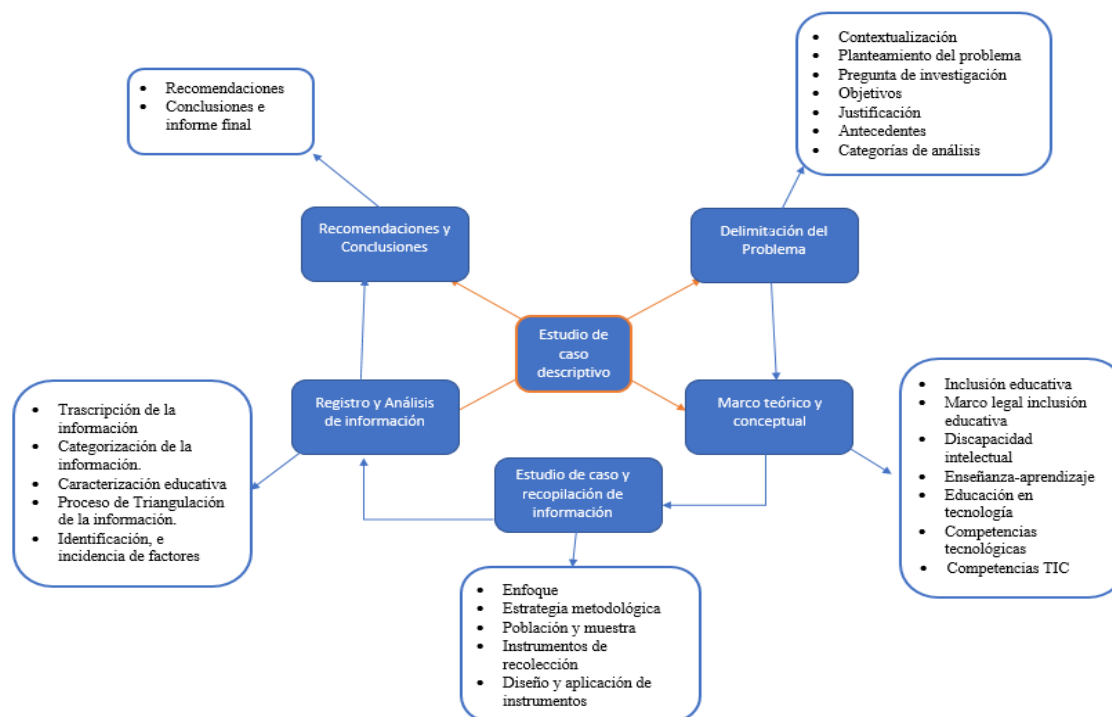 Contextualización
Planteamiento del problema
Pregunta de investigación
Objetivos
Justificación
Antecedentes
Categorías de análisis
Recomendaciones
Conclusiones e
informe final
Recomendaciones y
Conclusiones
Delimitación del
Problema
Estudio de
caso
descriptivo
Registro y Análisis
de información
Marco teórico y
conceptual
Estudio de caso y
recopilación de
información
Trascripción de la
información
Categorización de la
información.
Caracterización educativa
Proceso de Triangulación
de la información.
Identificación, e
incidencia de factores
Inclusión educativa
Marco legal inclusión
educativa
Discapacidad
intelectual
Enseñanza-aprendizaje
Educación en
tecnología
Competencias
tecnológicas
Competencias TIC
Enfoque
Estrategia metodológica
Población y muestra
Instrumentos de
recolección
Diseño y aplicación de
instrumentos